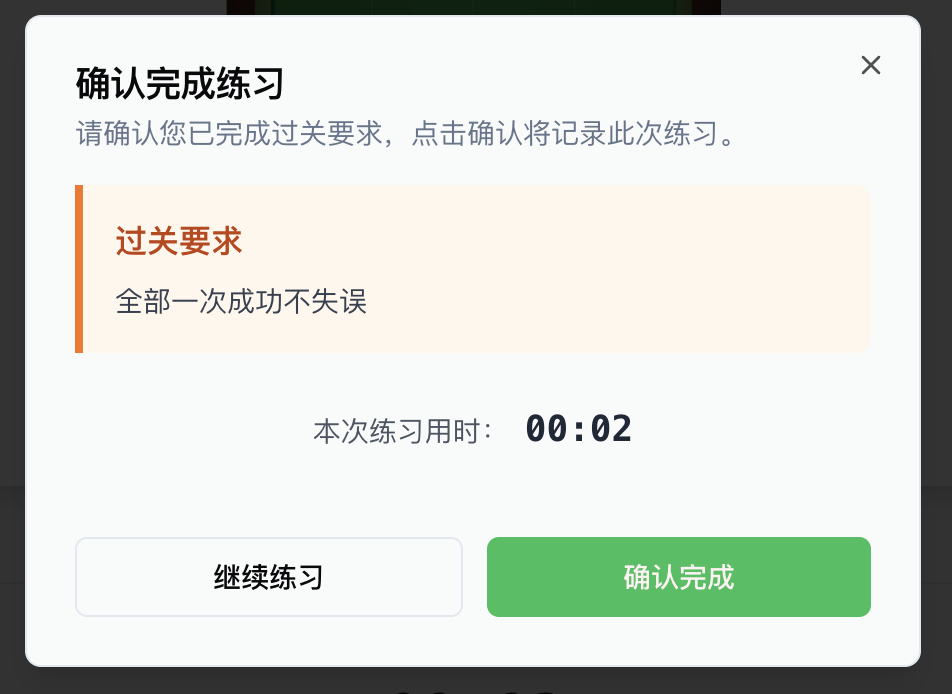 确认完成练习
请确认您已完成过关要求，点击确认将记录此次练习。
过关要求
全部一次成功不失误
本次练习用时： 00:02
继续练习
确认完成